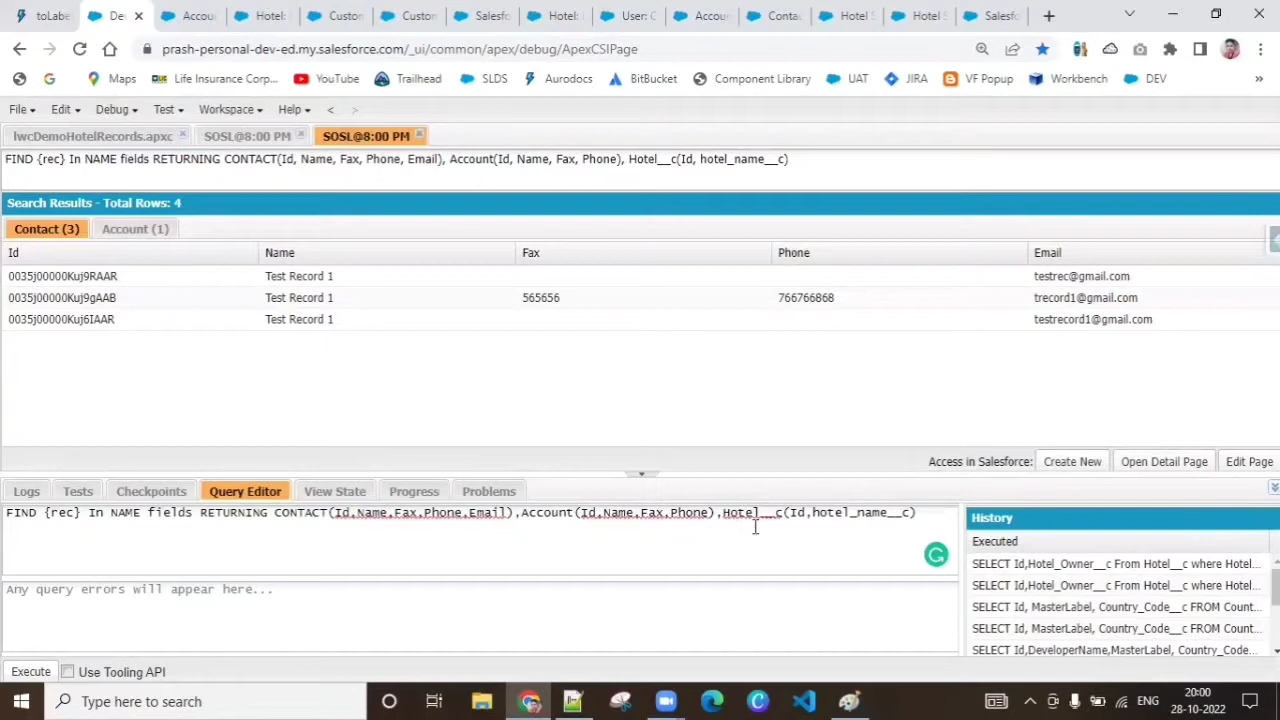 toLabe
De
Accou
Hotel:
Custom
Custom
Salesfo
Hotel:
User: C
Accou
Conta
Hotel S
Hotel S
Salesfo
prash-personal-dev-ed.my.salesforce.com/_ui/common/apex/debug/ApexCSIPage
Maps
Life Insurance Corp...
YouTube
Trailhead
SLDS
Aurodocs
BitBucket
Component Library
UAT
JIRA
VF Popup
Workbench
DEV
»
File
Edit
Debug
Test
Workspace
Help
<
>
lwcDemoHotelRecords.apxc
SOSL@8:00 PM
SOSL@8:00 PM
FIND {rec} In NAME fields RETURNING CONTACT(Id, Name, Fax, Phone, Email), Account(Id, Name, Fax, Phone), Hotel__c(Id, hotel_name__c)
Search Results - Total Rows: 4
Contact (3)
Account (1)
Id Name Fax Phone Email
0035j00000Kuj9RAAR Test Record 1 testrec@gmail.com
0035j00000Kuj9gAAB Test Record 1 565656 766766868 trecord1@gmail.com
0035j00000Kuj6IAAR Test Record 1 testrecord1@gmail.com
Access in Salesforce: Create New Open Detail Page Edit Page
Logs
Tests
Checkpoints
Query Editor
View State
Progress
Problems
FIND {rec} In NAME fields RETURNING CONTACT(Id,Name,Fax,Phone,Email),Account(Id,Name,Fax,Phone),Hotel__c(Id,hotel_name__c)
Any query errors will appear here...
History
Executed
SELECT Id,Hotel_Owner__c From Hotel__c where Hotel...
SELECT Id,Hotel_Owner__c From Hotel__c where Hotel...
SELECT Id, MasterLabel, Country_Code__c FROM Count...
SELECT Id, MasterLabel, Country_Code__c FROM Count...
SELECT Id,DeveloperName,MasterLabel, Country_Code...
Execute
Use Tooling API
Type here to search
ENG
20:00
28-10-2022